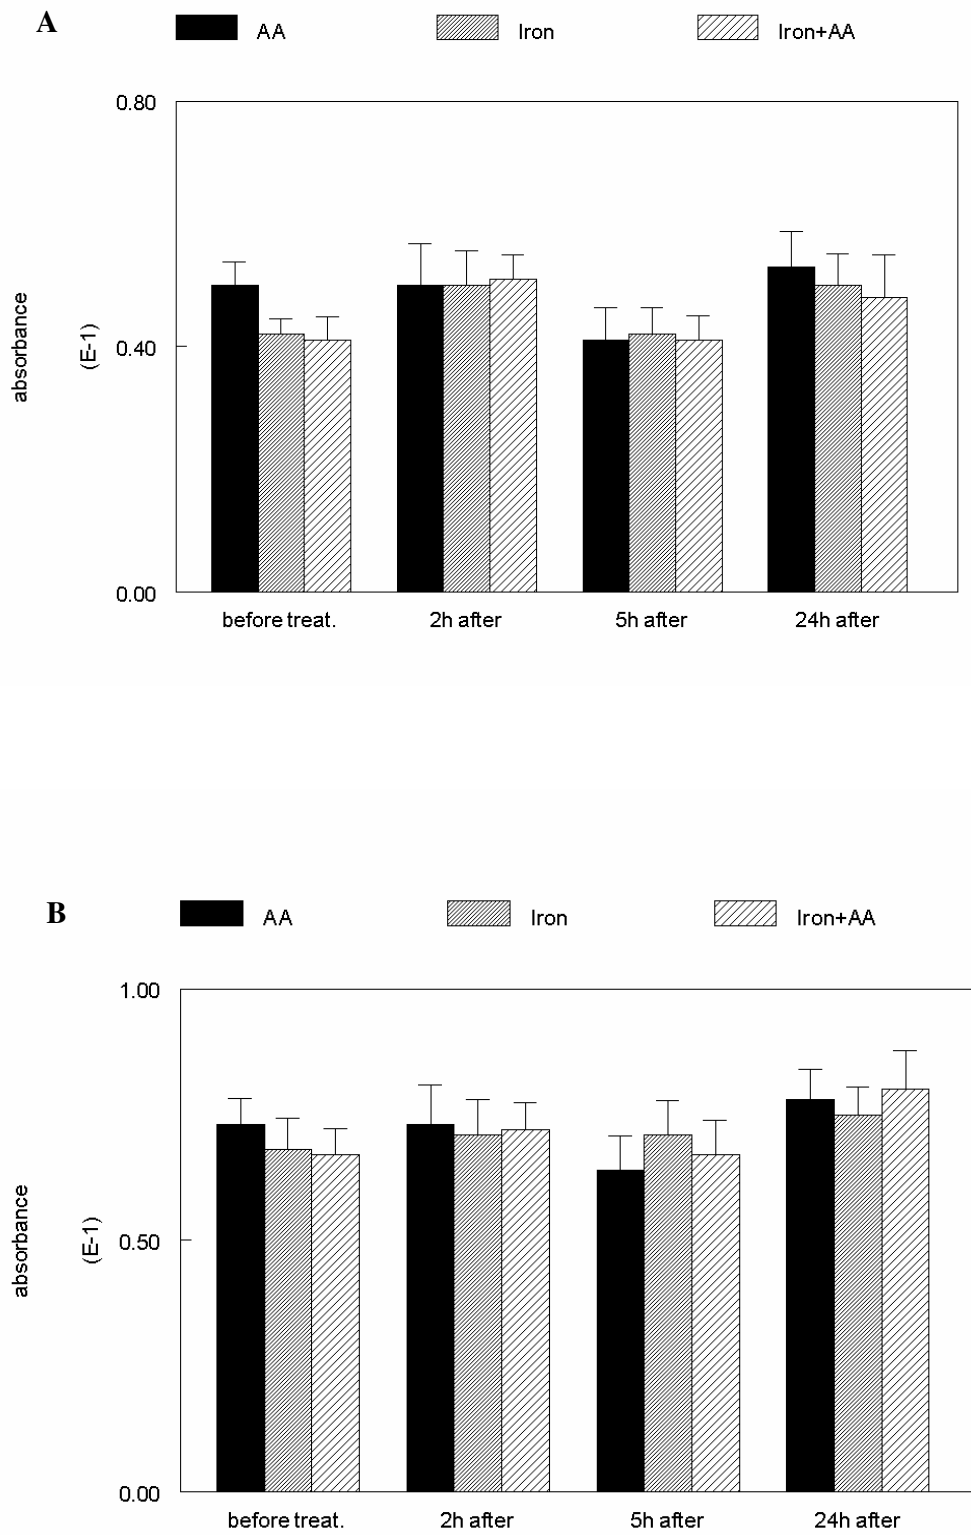 A
AA Iron Iron+AA
0.80
0.40
0.00
absorbance
(E-1)
before treat. 2h after 5h after 24h after
B
AA Iron Iron+AA
1.00
0.50
0.00
absorbance
(E-1)
before treat. 2h after 5h after 24h after